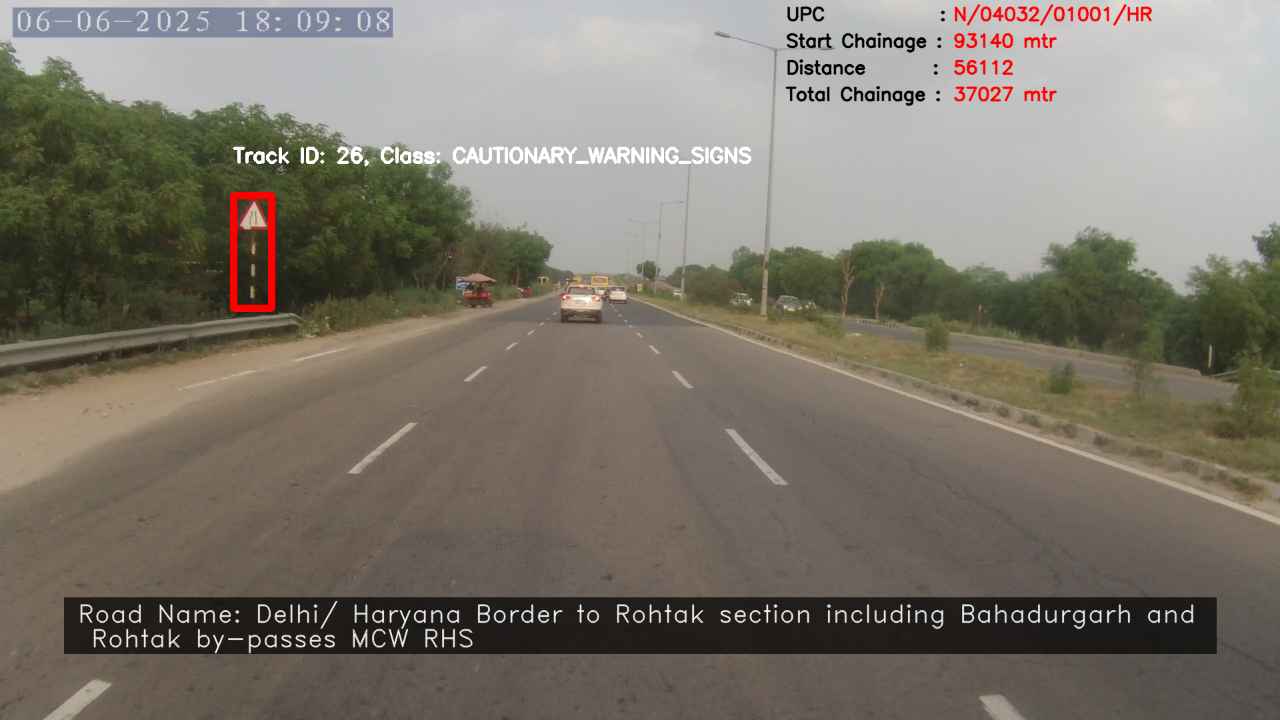 06-06-2025 18:09:08
UPC : N/04032/01001/HR
Start Chainage : 93140 mtr
Distance : 56112
Total Chainage : 37027 mtr
Track ID: 26, Class: CAUTIONARY_WARNING_SIGNS
Road Name: Delhi/ Haryana Border to Rohtak section including Bahadurgarh and
Rohtak by-passes MCW RHS